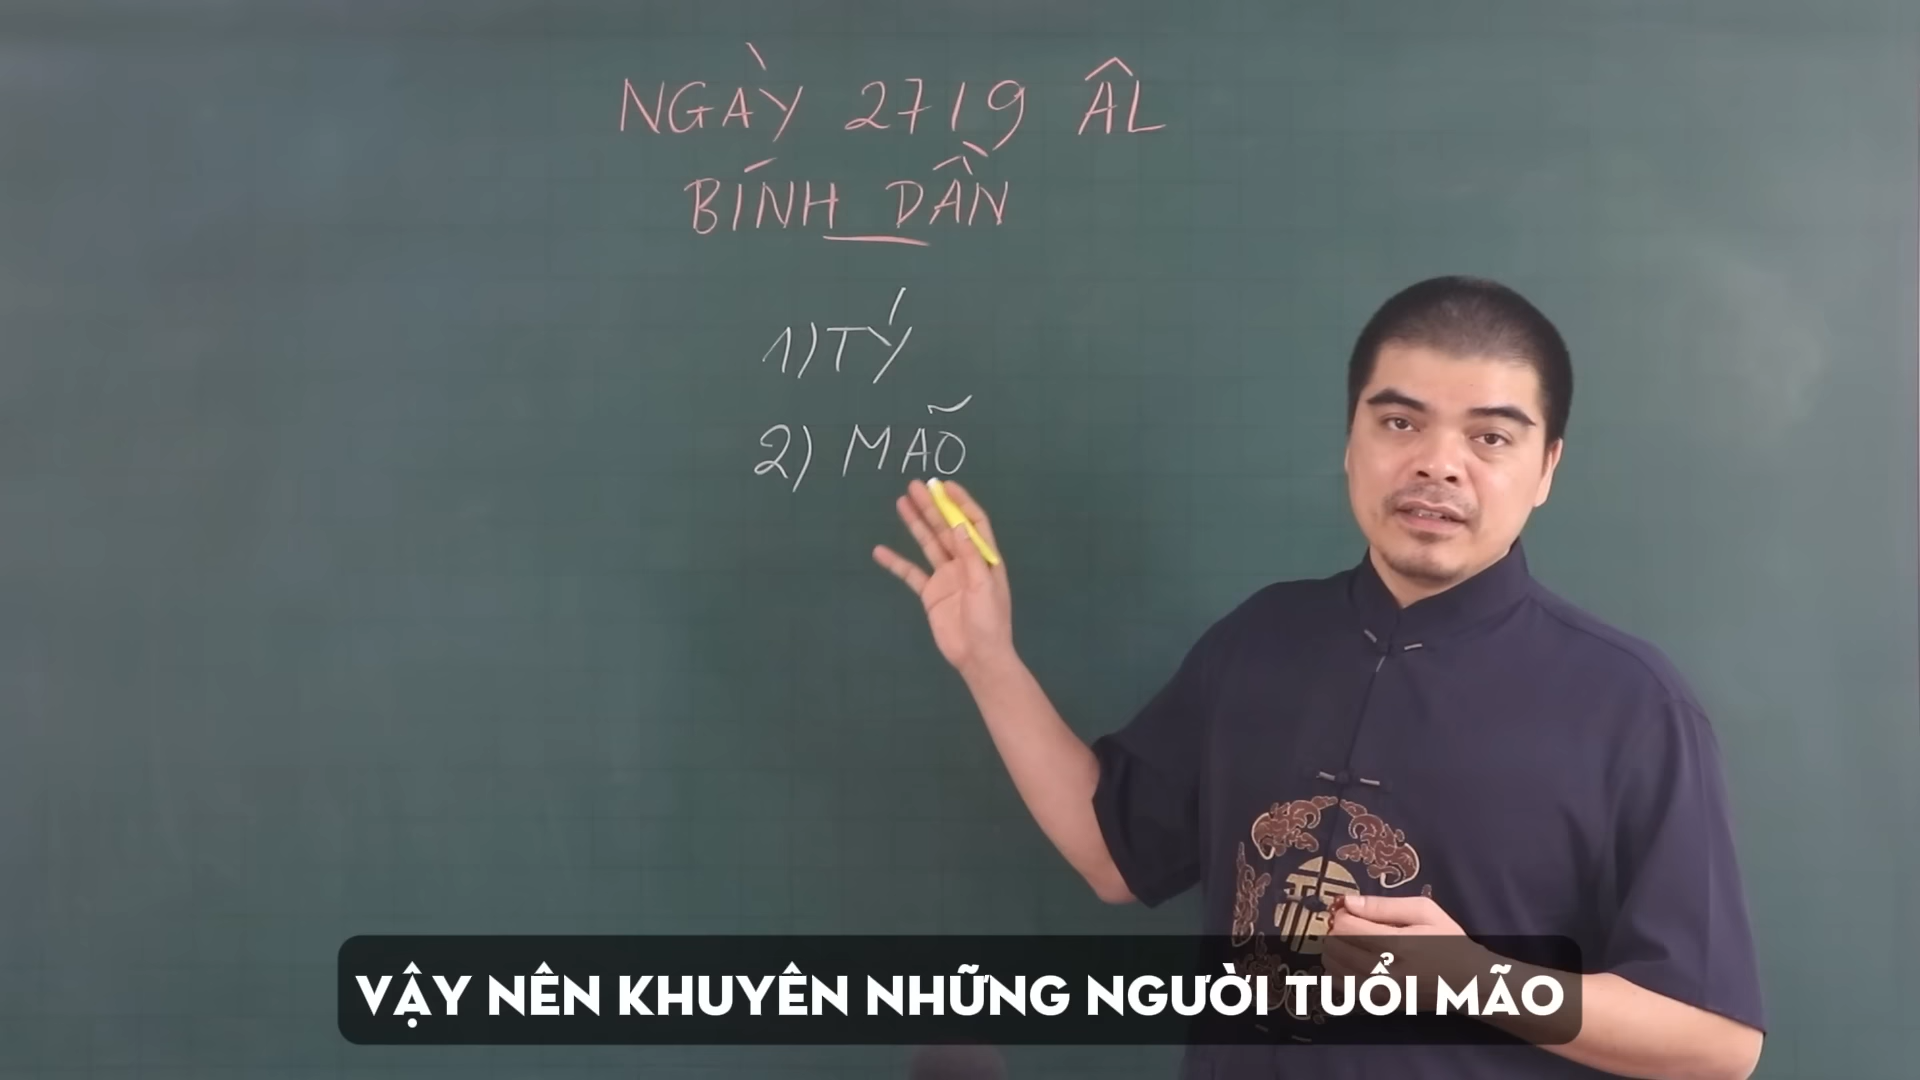 NGÀY 27/9 ÂL
BÍNH DẦN
1) TÝ
2) MÃO
VẬY NÊN KHUYÊN NHỮNG NGƯỜI TUỔI MÃO